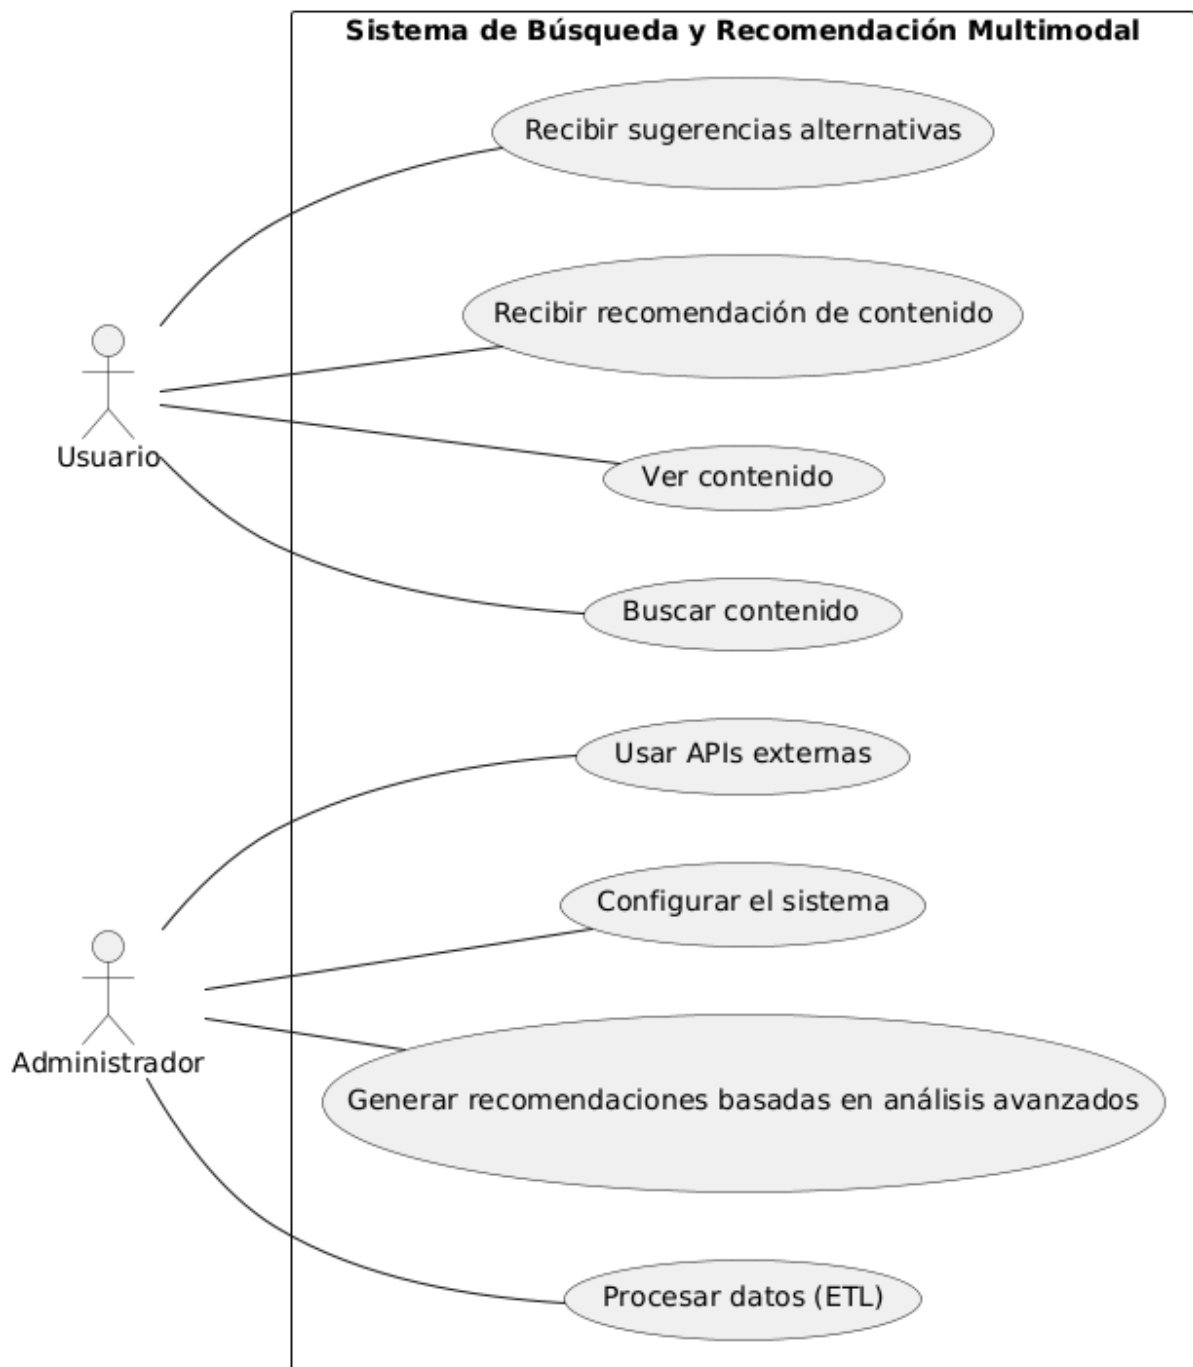 Sistema de Búsqueda y Recomendación Multimodal
Recibir sugerencias alternativas
Recibir recomendación de contenido
Usuario
Ver contenido
Buscar contenido
Usar APIs externas
Configurar el sistema
Administrador
Generar recomendaciones basadas en análisis avanzados
Procesar datos (ETL)